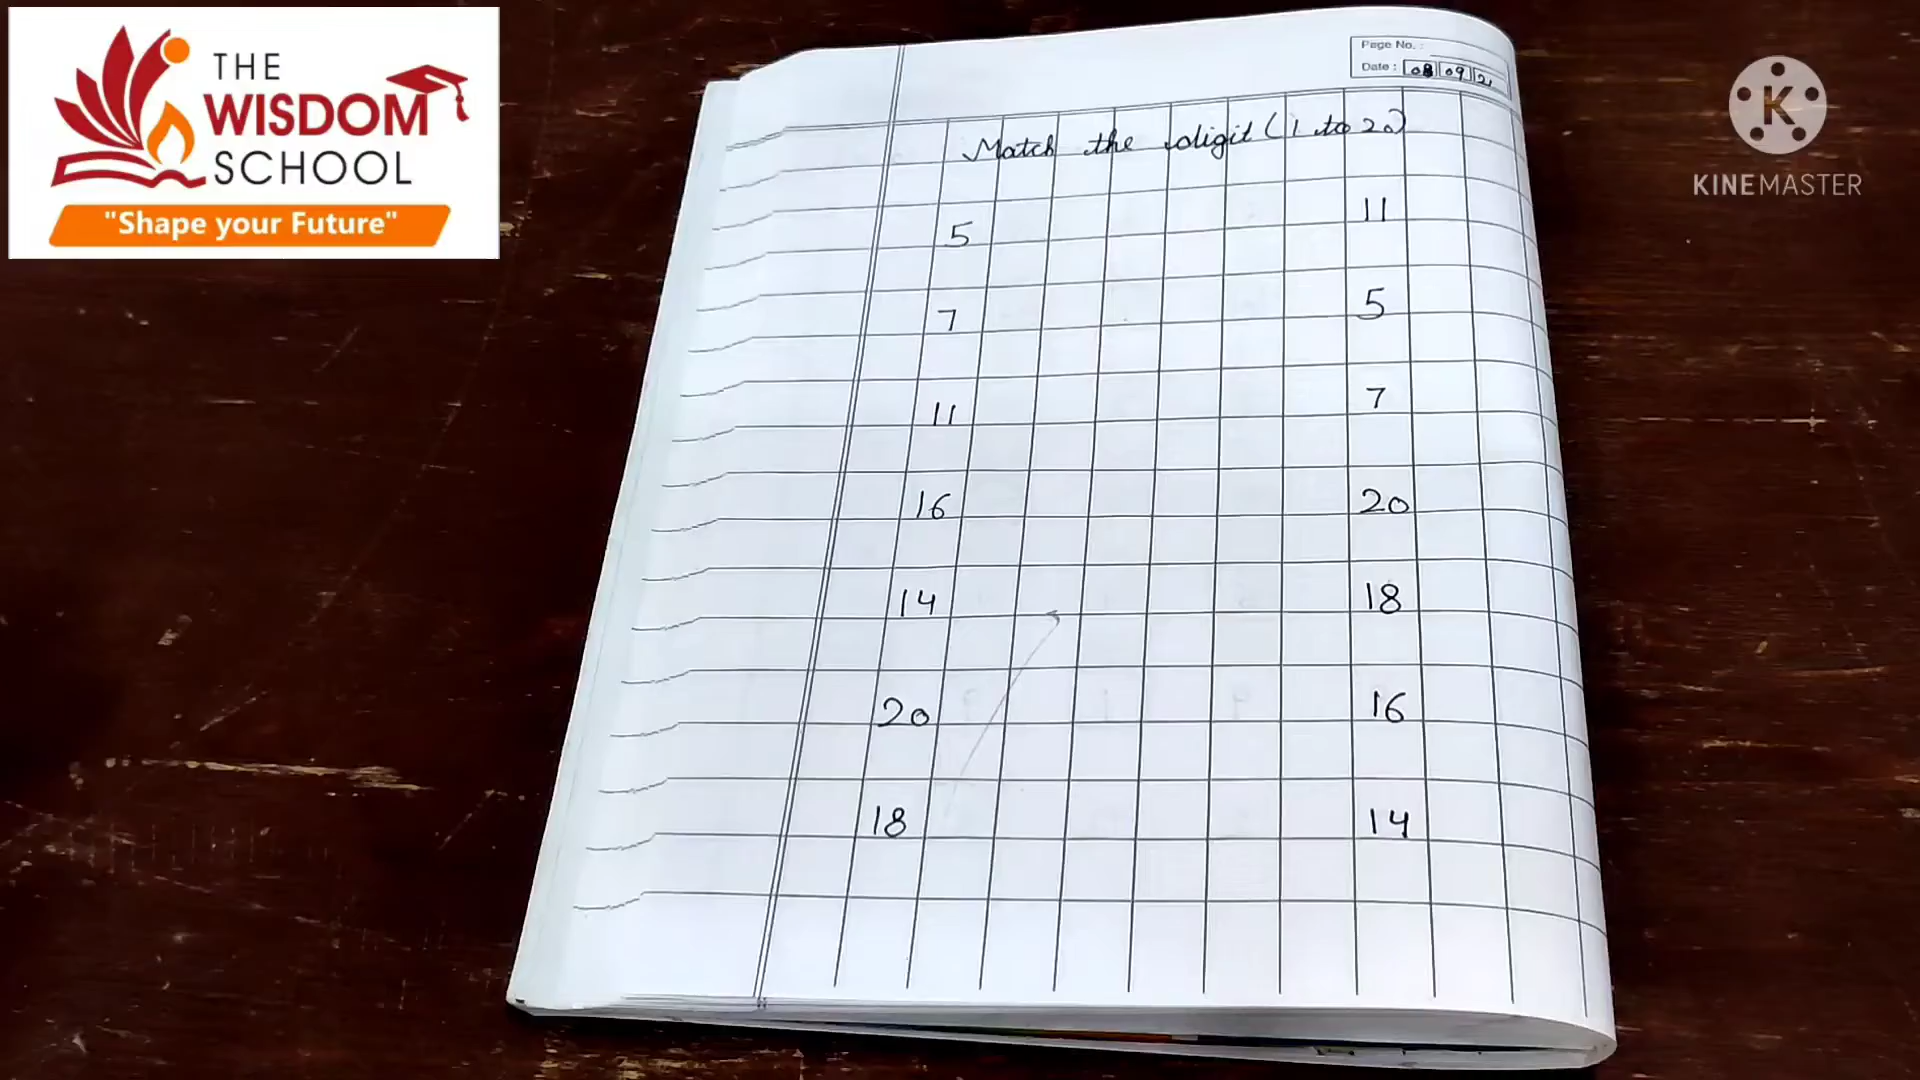 THE
WISDOM
SCHOOL
"Shape your Future"
KINEMASTER
Page No. :
Date : 08 09 2
Match the digit (1 to 20)
5 11
7 5
11 7
16 20
14 18
20 16
18 14